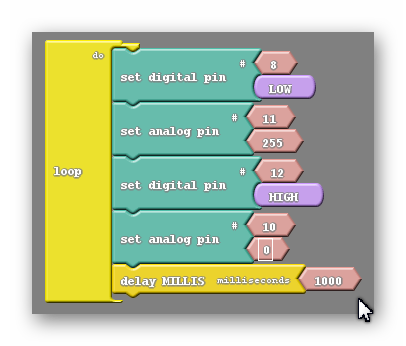 do
set digital pin # 8
LOW
set analog pin # 11
255
loop
set digital pin # 12
HIGH
set analog pin # 10
0
delay MILLIS milliseconds 1000